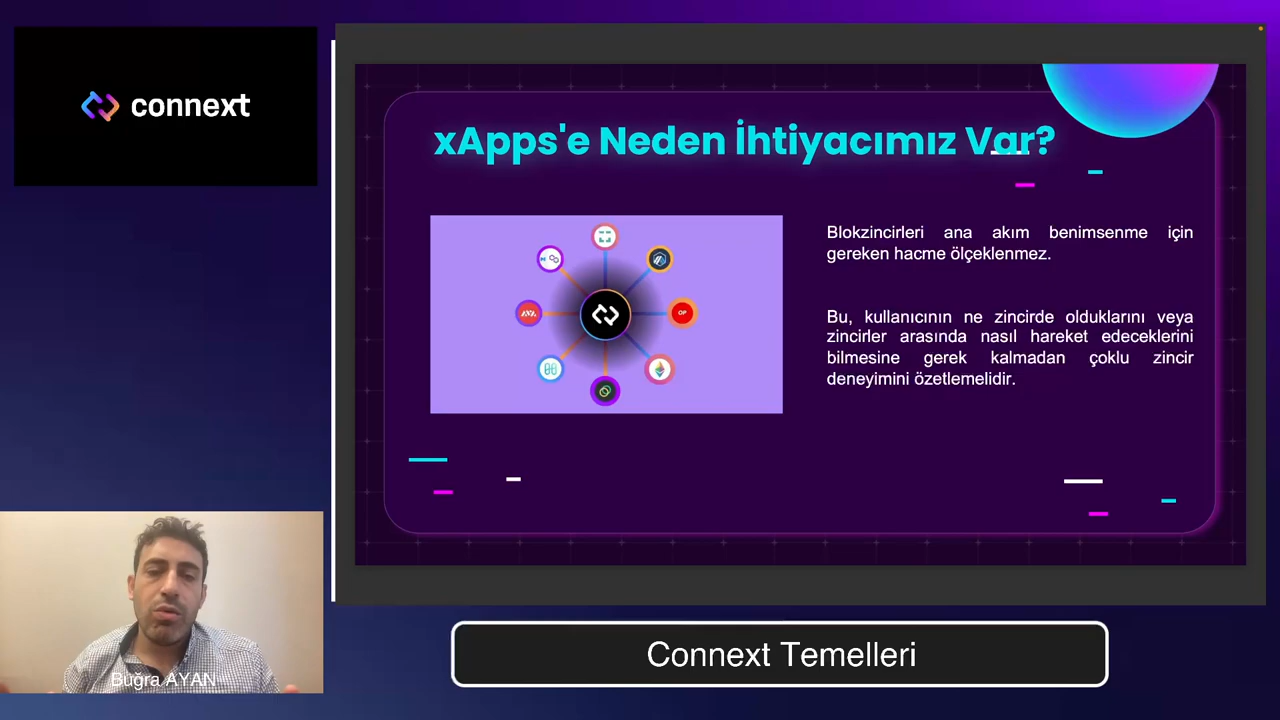 connext
xApps'e Neden İhtiyacımız Var?
Blokzincirleri ana akım benimsenme için
gereken hacme ölçeklenmez.
Bu, kullanıcının ne zincirde olduklarını veya
zincirler arasında nasıl hareket edeceklerini
bilmesine gerek kalmadan çoklu zincir
deneyimini özetlemelidir.
OP
Buğra AYAN
Connext Temelleri